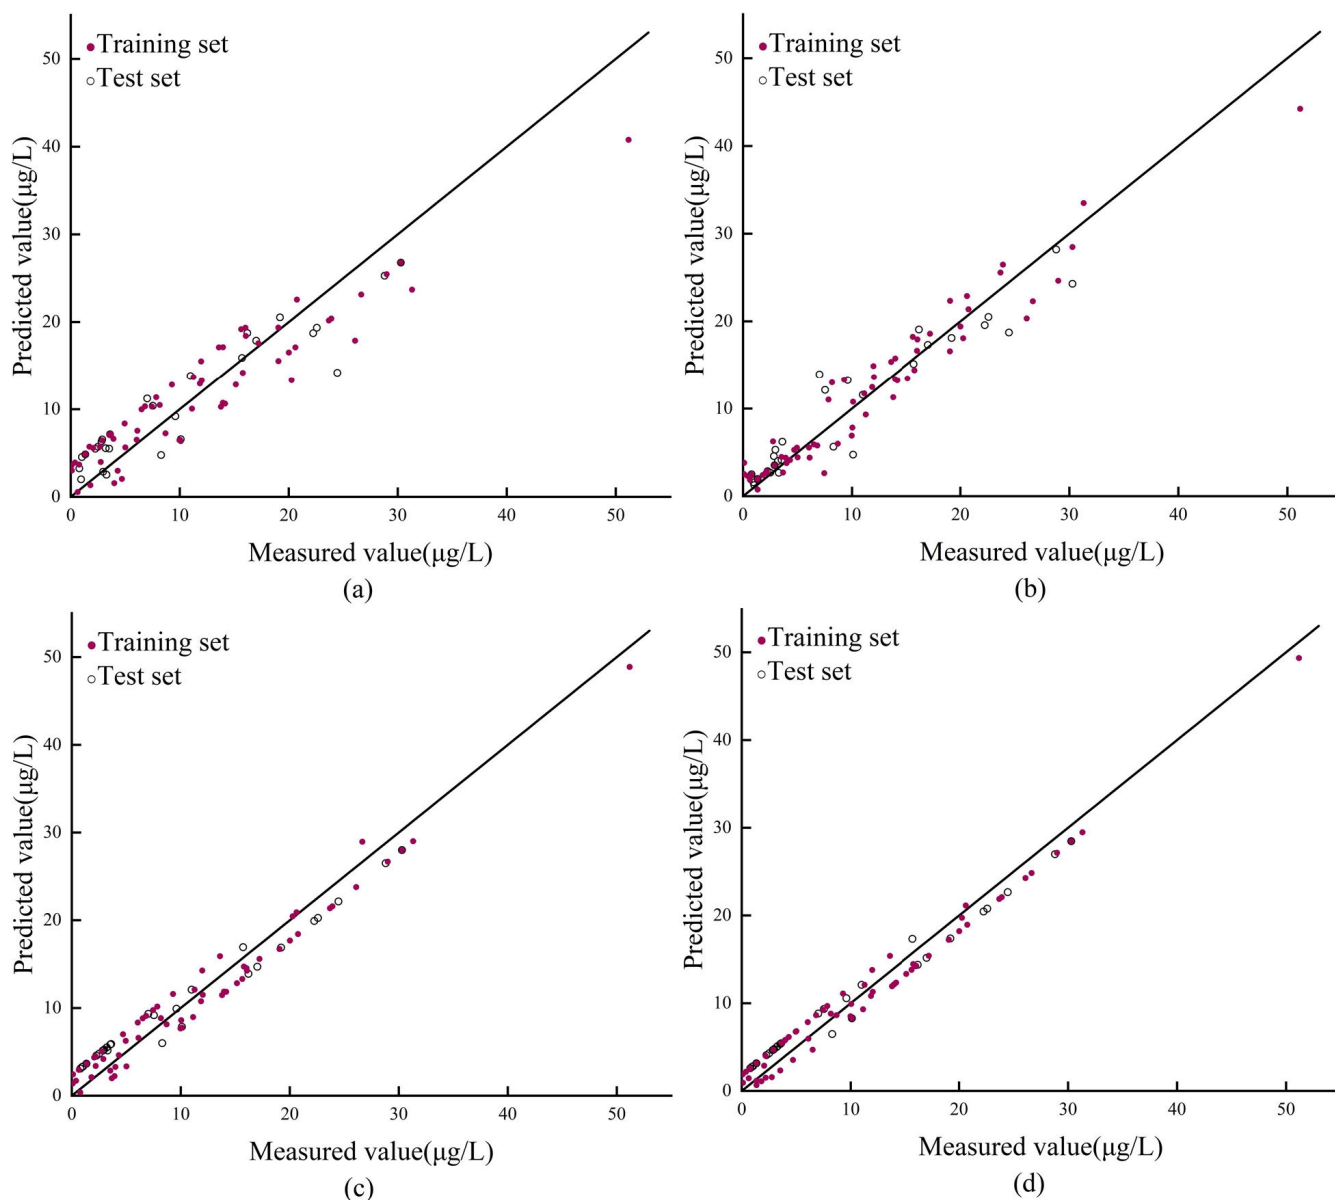 Training set
Test set
Predicted value(μg/L)
50
40
30
20
10
0
0 10 20 30 40 50
Measured value(μg/L)
(a)
Training set
Test set
Predicted value(μg/L)
50
40
30
20
10
0
0 10 20 30 40 50
Measured value(μg/L)
(b)
Training set
Test set
Predicted value(μg/L)
50
40
30
20
10
0
0 10 20 30 40 50
Measured value(μg/L)
(c)
Training set
Test set
Predicted value(μg/L)
50
40
30
20
10
0
0 10 20 30 40 50
Measured value(μg/L)
(d)